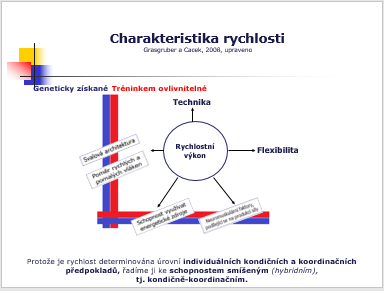 Charakteristika rychlosti
Grasgruber a Cacek, 2008, upraveno
Geneticky získané Tréninkem ovlivnitelné
Technika
Svalová architektura
Poměr rychlých a
pomalých vláken
Rychlostní
výkon
Flexibilita
Schopnost využívat
energetické zdroje
Neuromuskulární faktory,
podílející se na produkci síly
Protože je rychlost determinována úrovní individuálních kondičních a koordinačních
předpokladů, řadíme ji ke schopnostem smíšeným (hybridním),
tj. kondičně-koordinačním.